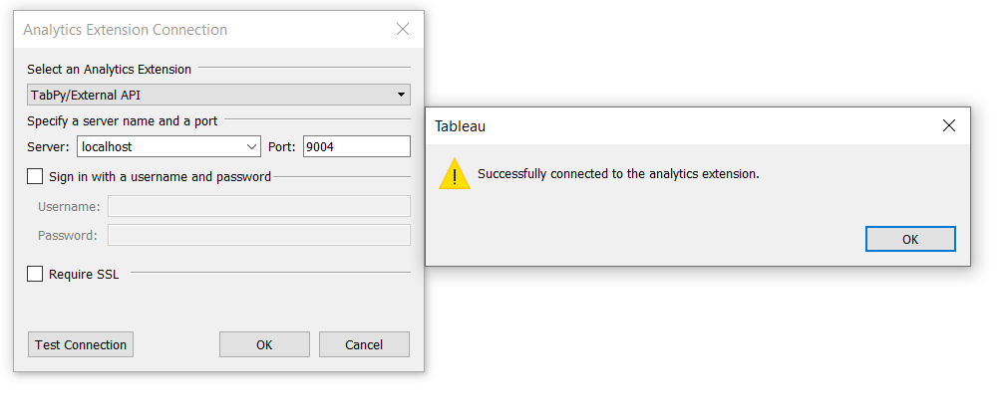 Analytics Extension Connection
Select an Analytics Extension
TabPy/External API
Specify a server name and a port
Server: localhost Port: 9004
Sign in with a username and password
Username:
Password:
Require SSL
Test Connection OK Cancel
Tableau
Successfully connected to the analytics extension.
OK